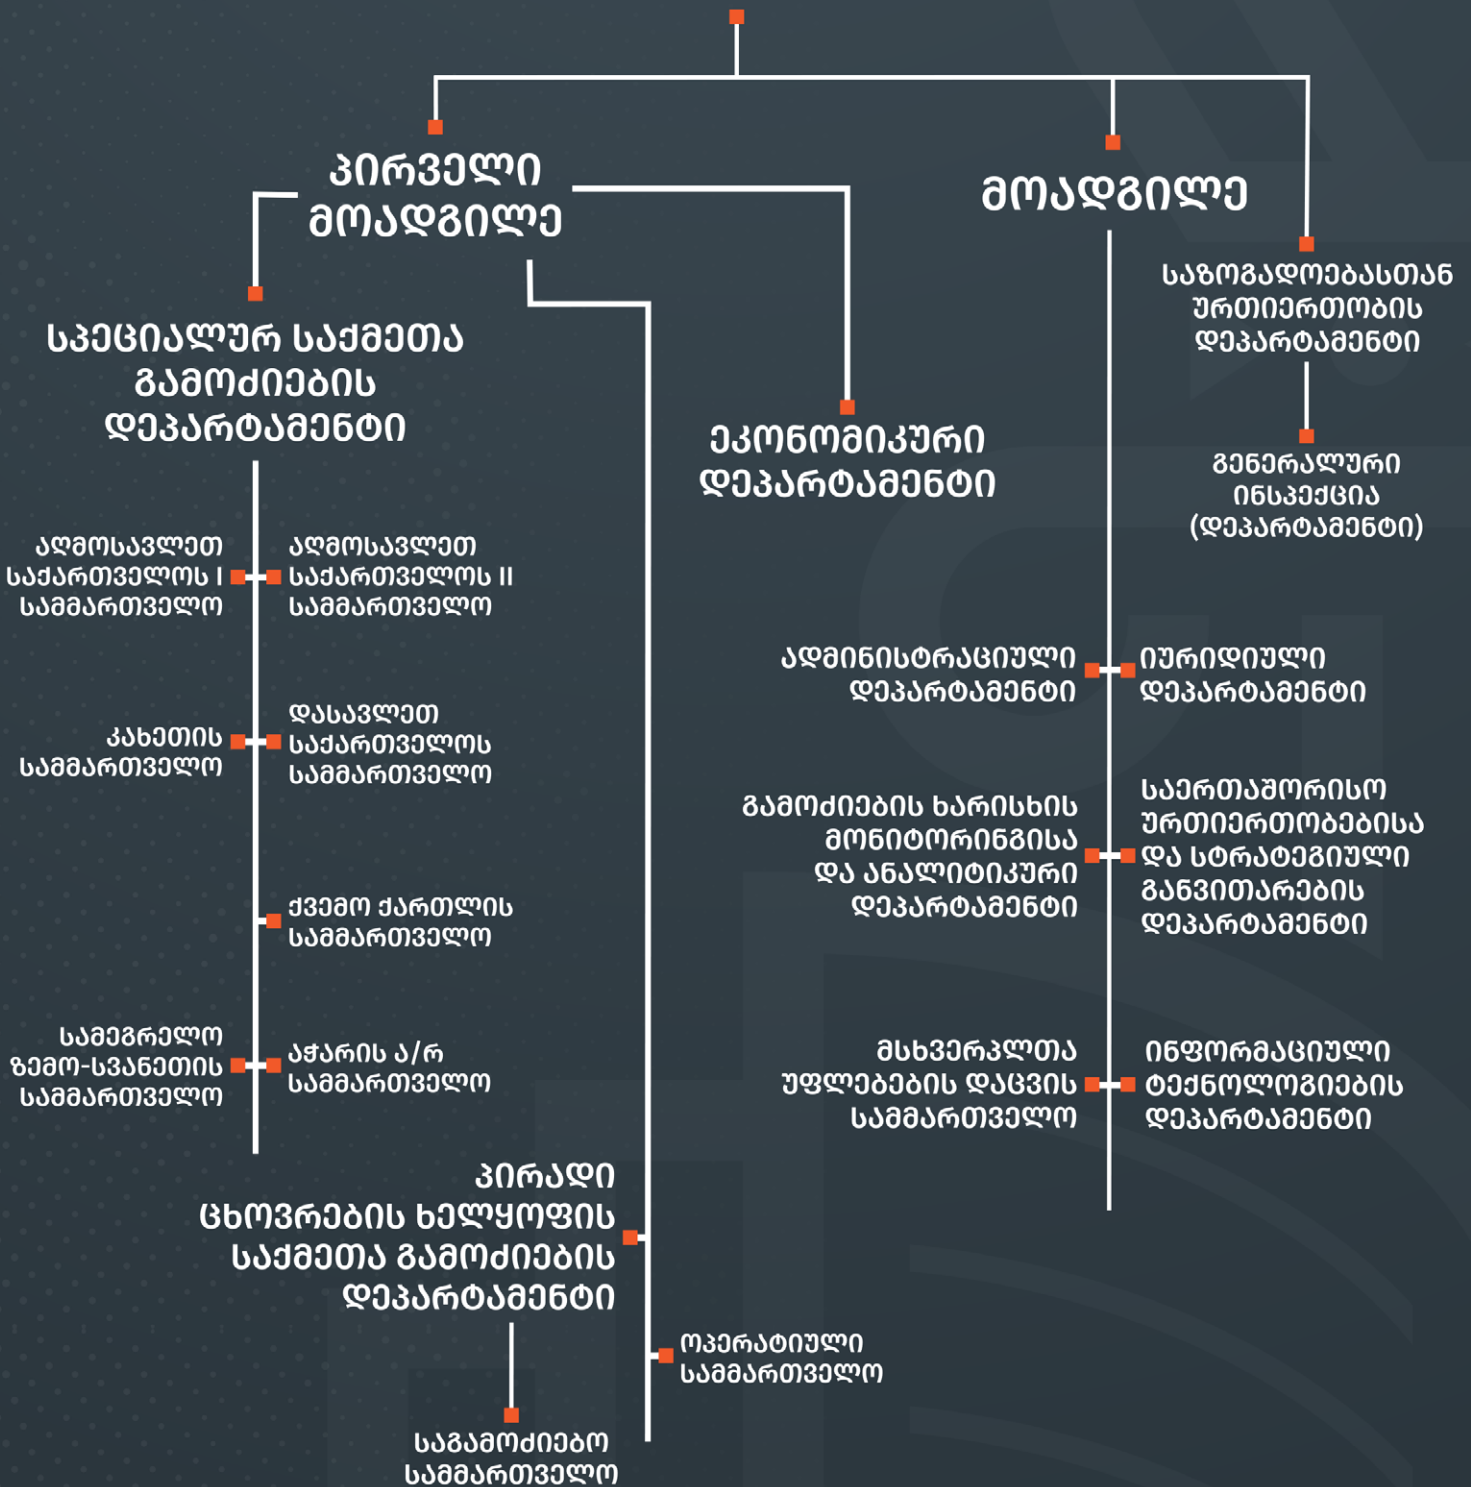 პირველი
მოადგილე
მოადგილე
საზოგადოებასთან
ურთიერთობის
დეპარტამენტი
გენერალური
ინსპექცია
(დეპარტამენტი)
სპეციალურ საქმეთა
გამოძიების
დეპარტამენტი
ეკონომიკური
დეპარტამენტი
აღმოსავლეთ
საქართველოს I
სამმართველო
აღმოსავლეთ
საქართველოს II
სამმართველო
კახეთის
სამმართველო
დასავლეთ
საქართველოს
სამმართველო
ქვემო ქართლის
სამმართველო
სამეგრელო
ზემო-სვანეთის
სამმართველო
აჭარის ა/რ
სამმართველო
ადმინისტრაციული
დეპარტამენტი
იურიდიული
დეპარტამენტი
გამოძიების ხარისხის
მონიტორინგისა
და ანალიტიკური
დეპარტამენტი
საერთაშორისო
ურთიერთობებისა
და სტრატეგიული
განვითარების
დეპარტამენტი
მსხვერპლთა
უფლებების დაცვის
სამმართველო
ინფორმაციული
ტექნოლოგიების
დეპარტამენტი
პირადი
ცხოვრების ხელყოფის
საქმეთა გამოძიების
დეპარტამენტი
ოპერატიული
სამმართველო
საგამოძიებო
სამმართველო